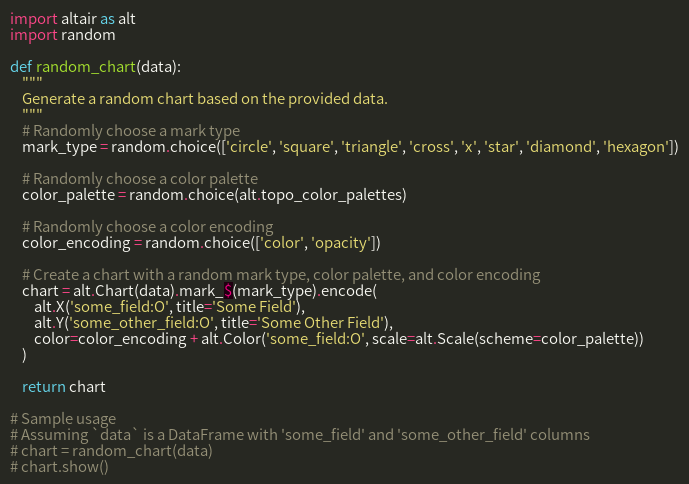 import altair as alt
import random
def random_chart(data):
"""
Generate a random chart based on the provided data.
"""
# Randomly choose a mark type
mark_type = random.choice(['circle', 'square', 'triangle', 'cross', 'x', 'star', 'diamond', 'hexagon'])
# Randomly choose a color palette
color_palette = random.choice(alt.topo_color_palettes)
# Randomly choose a color encoding
color_encoding = random.choice(['color', 'opacity'])
# Create a chart with a random mark type, color palette, and color encoding
chart = alt.Chart(data).mark_$(mark_type).encode(
alt.X('some_field:O', title='Some Field'),
alt.Y('some_other_field:O', title='Some Other Field'),
color=color_encoding + alt.Color('some_field:O', scale=alt.Scale(scheme=color_palette))
)
return chart
# Sample usage
# Assuming `data` is a DataFrame with 'some_field' and 'some_other_field' columns
# chart = random_chart(data)
# chart.show()